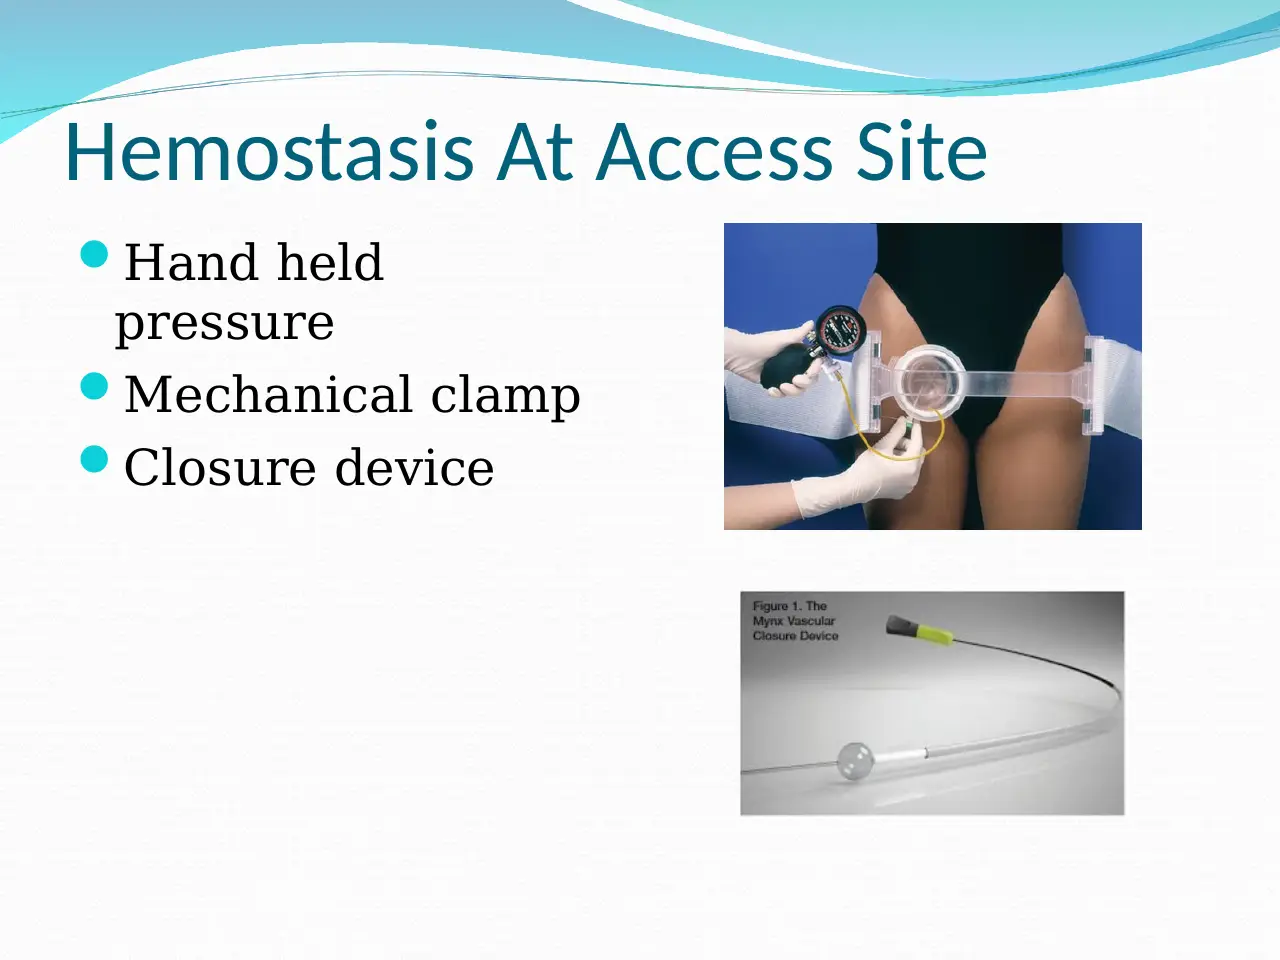 Hemostasis At Access Site
Hand held
pressure
Mechanical clamp
Closure device
Figure 1. The
Mynx Vascular
Closure Device